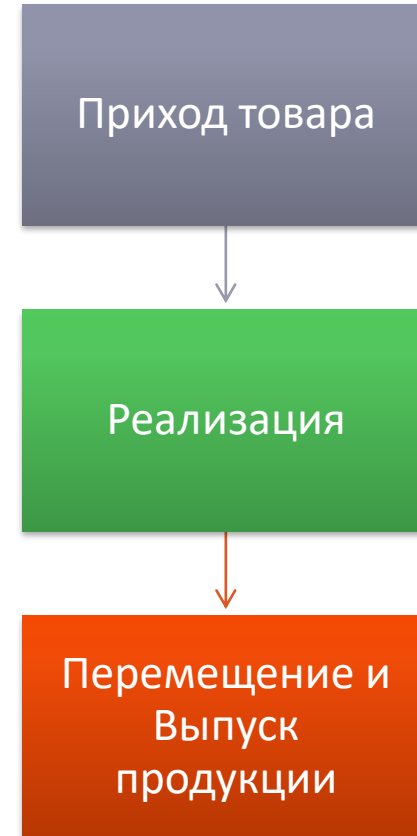 Приход товара
Реализация
Перемещение и
Выпуск
продукции